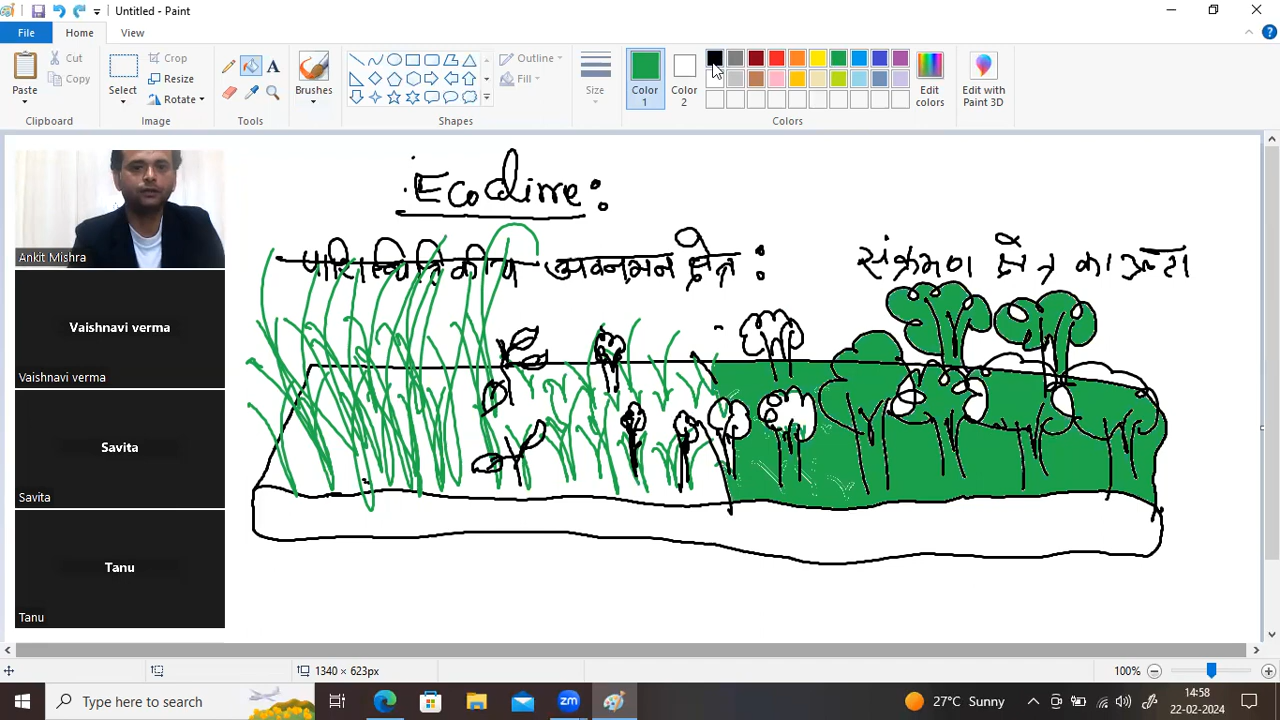 Untitled - Paint
File
Home
View
Paste
Cut
Copy
Clipboard
Select
Crop
Resize
Rotate
Image
Tools
Brushes
Shapes
Outline
Fill
Size
Color 1
Color 2
Colors
Edit colors
Edit with Paint 3D
Ankit Mishra
Vaishnavi verma
Vaishnavi verma
Savita
Savita
Tanu
Tanu
Ecoclime:
पारिस्थितिकीय अवनमन क्षेत्र :
संक्रमण क्षेत्र का उल्टा
1340 × 623px
100%
Type here to search
27°C Sunny
14:58
22-02-2024